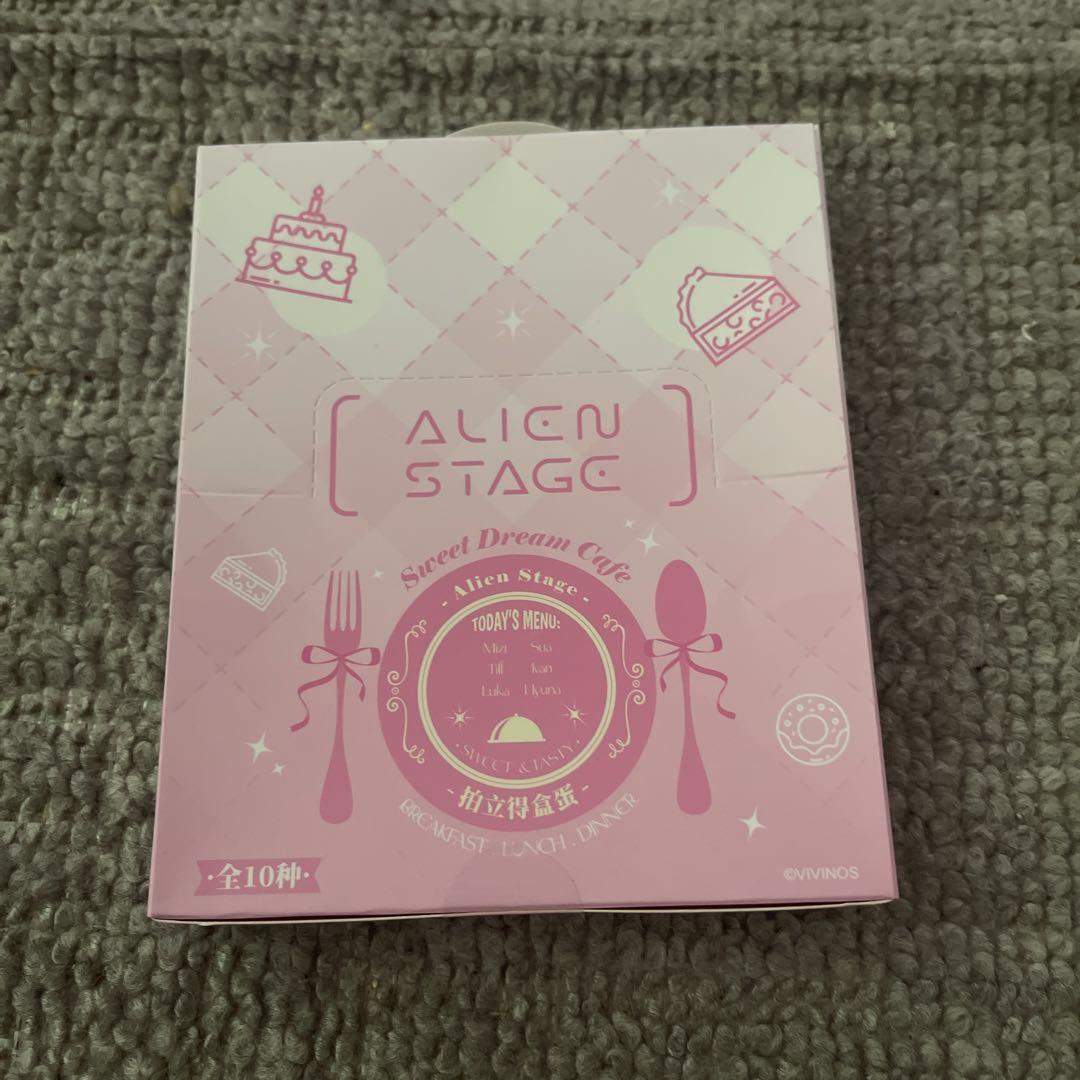 ALIEN
STAGE
Sweet Dream Cafe
- Alien Stage -
TODAY'S MENU:
Mizi Sua
Till Ivan
Luka Hyuna
· SWEET & TASTY ·
- 拍立得盒蛋 -
BREAKFAST . LUNCH . DINNER
·全10种·
©VIVINOS